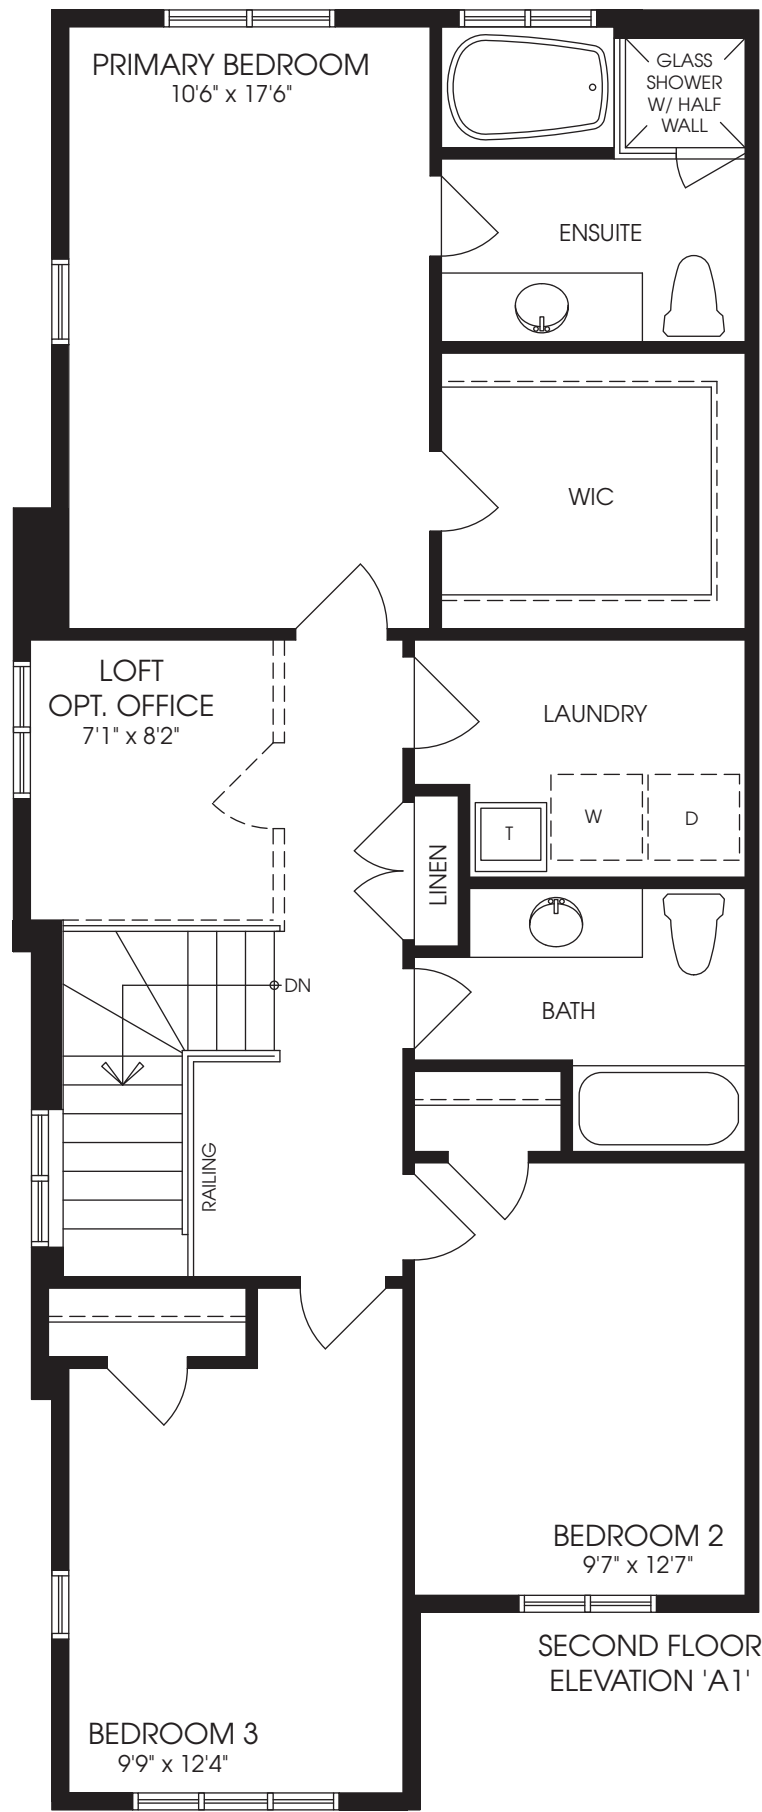 PRIMARY BEDROOM
10'6" x 17'6"
GLASS
SHOWER
W/ HALF
WALL
ENSUITE
WIC
LOFT
OPT. OFFICE
7'1" x 8'2"
LAUNDRY
T
W
D
LINEN
DN
BATH
RAILING
BEDROOM 2
9'7" x 12'7"
SECOND FLOOR
ELEVATION 'A1'
BEDROOM 3
9'9" x 12'4"